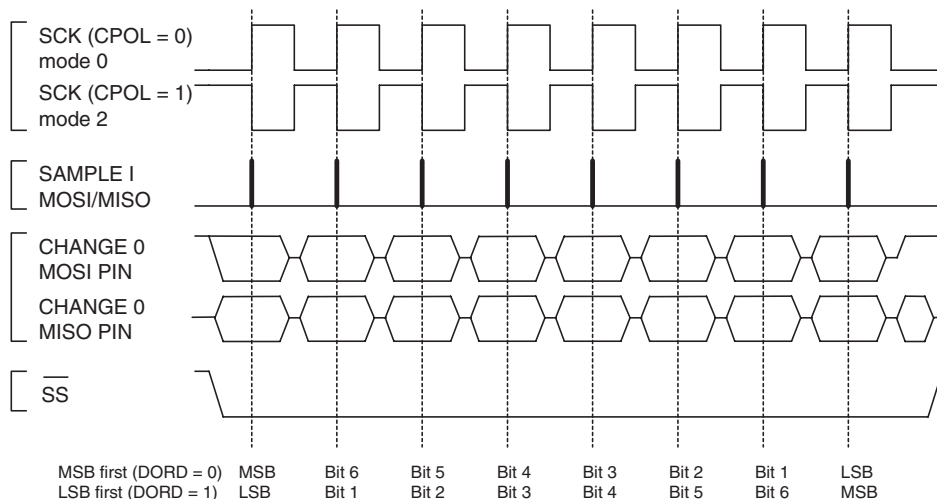 SCK (CPOL = 0)
mode 0
SCK (CPOL = 1)
mode 2
SAMPLE I
MOSI/MISO
CHANGE 0
MOSI PIN
CHANGE 0
MISO PIN
SS
MSB first (DORD = 0) MSB Bit 6 Bit 5 Bit 4 Bit 3 Bit 2 Bit 1 LSB
LSB first (DORD = 1) LSB Bit 1 Bit 2 Bit 3 Bit 4 Bit 5 Bit 6 MSB